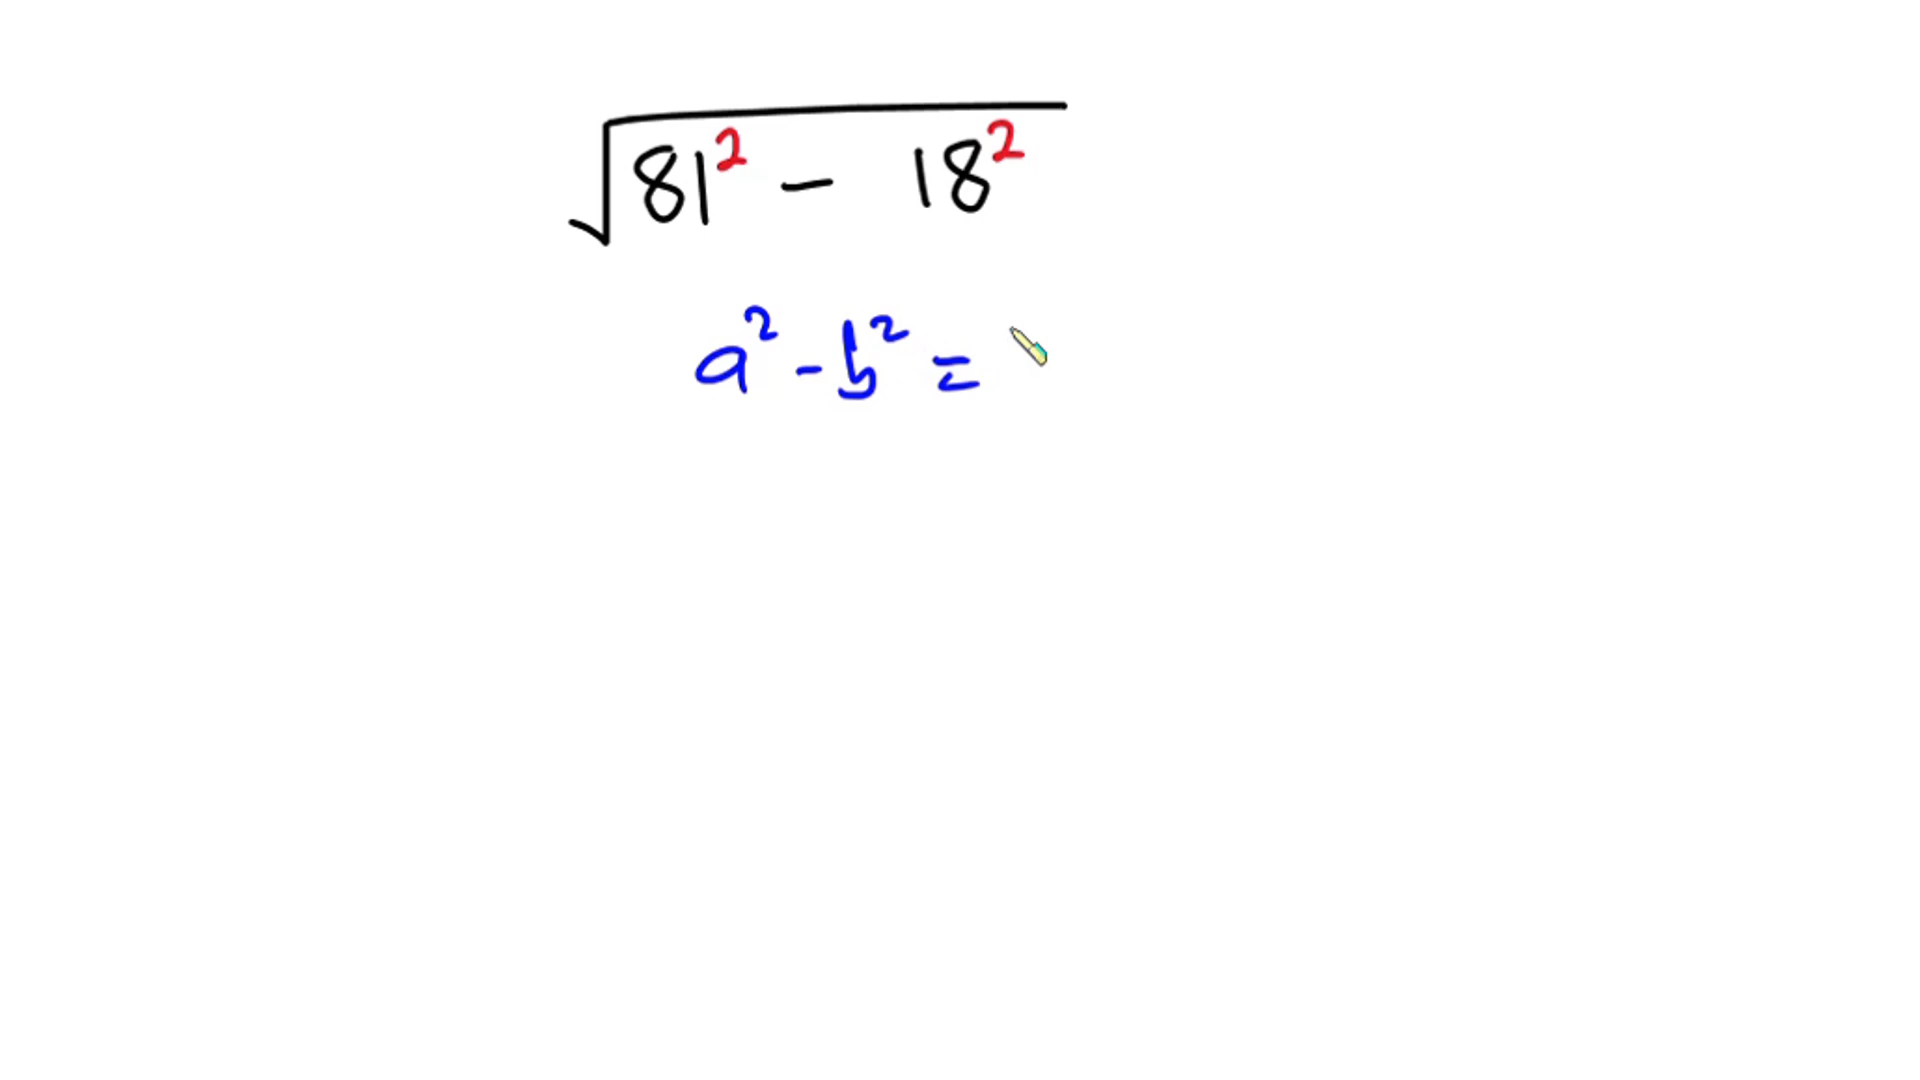 √(81² - 18²)
a² - b² =